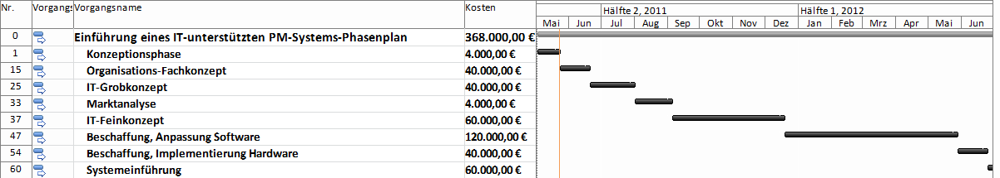 Nr. Vorgangs Vorgangsname Kosten Hälfte 2, 2011 Hälfte 1, 2012
Mai Jun Jul Aug Sep Okt Nov Dez Jan Feb Mrz Apr Mai Jun
0 Einführung eines IT-unterstützten PM-Systems-Phasenplan 368.000,00 €
1 Konzeptionsphase 4.000,00 €
15 Organisations-Fachkonzept 40.000,00 €
25 IT-Grobkonzept 40.000,00 €
33 Marktanalyse 4.000,00 €
37 IT-Feinkonzept 60.000,00 €
47 Beschaffung, Anpassung Software 120.000,00 €
54 Beschaffung, Implementierung Hardware 40.000,00 €
60 Systemeinführung 60.000,00 €